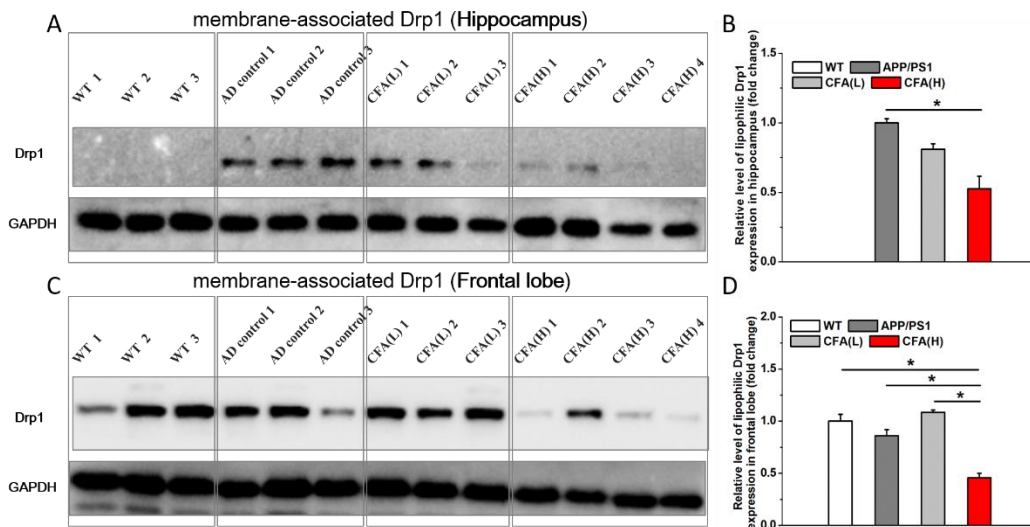 A
membrane-associated Drp1 (Hippocampus)
WT 1
WT 2
WT 3
AD control 1
AD control 2
AD control 3
CFA(L) 1
CFA(L) 2
CFA(L) 3
CFA(H) 1
CFA(H) 2
CFA(H) 3
CFA(H) 4
Drp1
GAPDH
B
Relative level of lipophilic Drp1
expression in hippocampus (fold change)
1.5
1.0
0.5
0.0
WT
APP/PS1
CFA(L)
CFA(H)
*
C
membrane-associated Drp1 (Frontal lobe)
WT 1
WT 2
WT 3
AD control 1
AD control 2
AD control 3
CFA(L) 1
CFA(L) 2
CFA(L) 3
CFA(H) 1
CFA(H) 2
CFA(H) 3
CFA(H) 4
Drp1
GAPDH
D
Relative level of lipophilic Drp1
expression in frontal lobe (fold change)
2.0
1.5
1.0
0.5
0.0
WT
APP/PS1
CFA(L)
CFA(H)
*
*
*